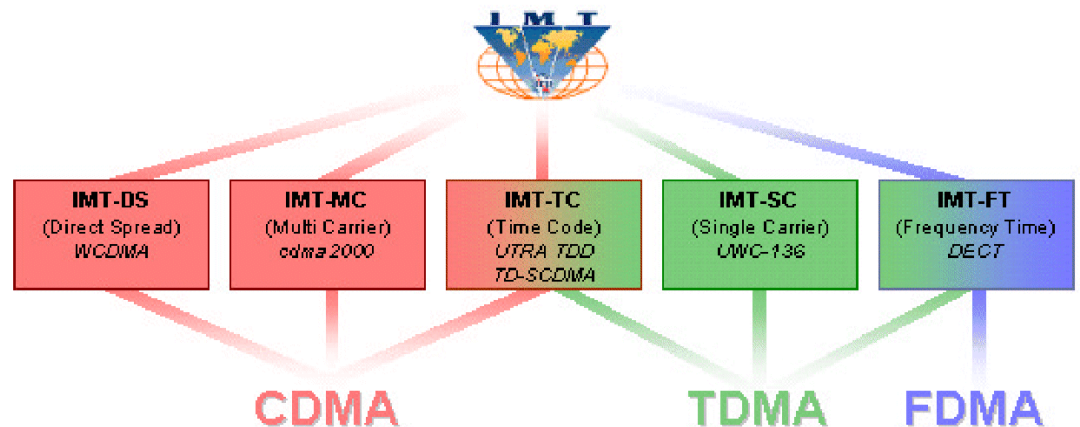 IMT
IMT-DS
(Direct Spread)
WCDMA
IMT-MC
(Multi Carrier)
cdma2000
IMT-TC
(Time Code)
UTRA TDD
TD-SCDMA
IMT-SC
(Single Carrier)
UWC-136
IMT-FT
(Frequency Time)
DECT
CDMA
TDMA
FDMA